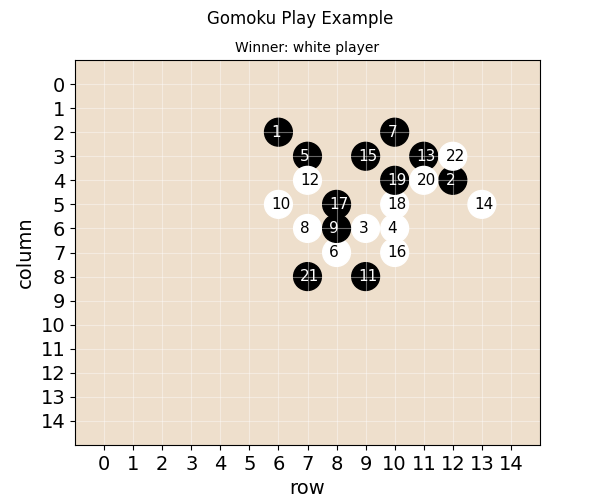 Gomoku Play Example
Winner: white player
0
1
2 1 7
3 5 15 13 22
4 12 19 20 2
5 10 17 18 14
6 8 9 3 4
7 6 16
8 21 11
9
10
11
12
13
14
column
0 1 2 3 4 5 6 7 8 9 10 11 12 13 14
row